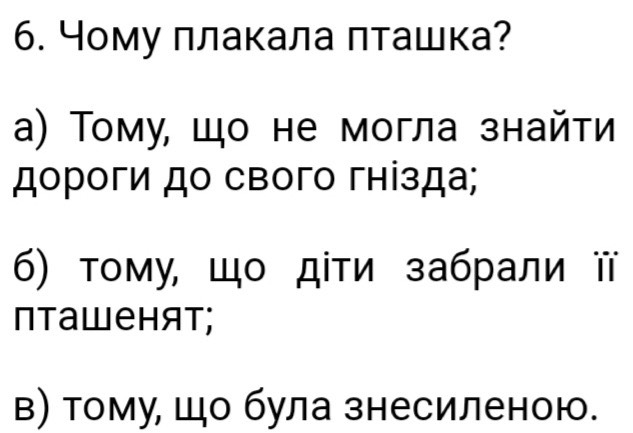 6. Чому плакала пташка?
а) Тому, що не могла знайти
дороги до свого гнізда;
б) тому, що діти забрали її
пташенят;
в) тому, що була знесиленою.